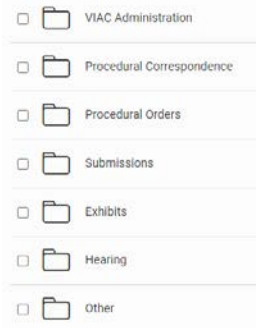 VIAC Administration
Procedural Correspondence
Procedural Orders
Submissions
Exhibits
Hearing
Other